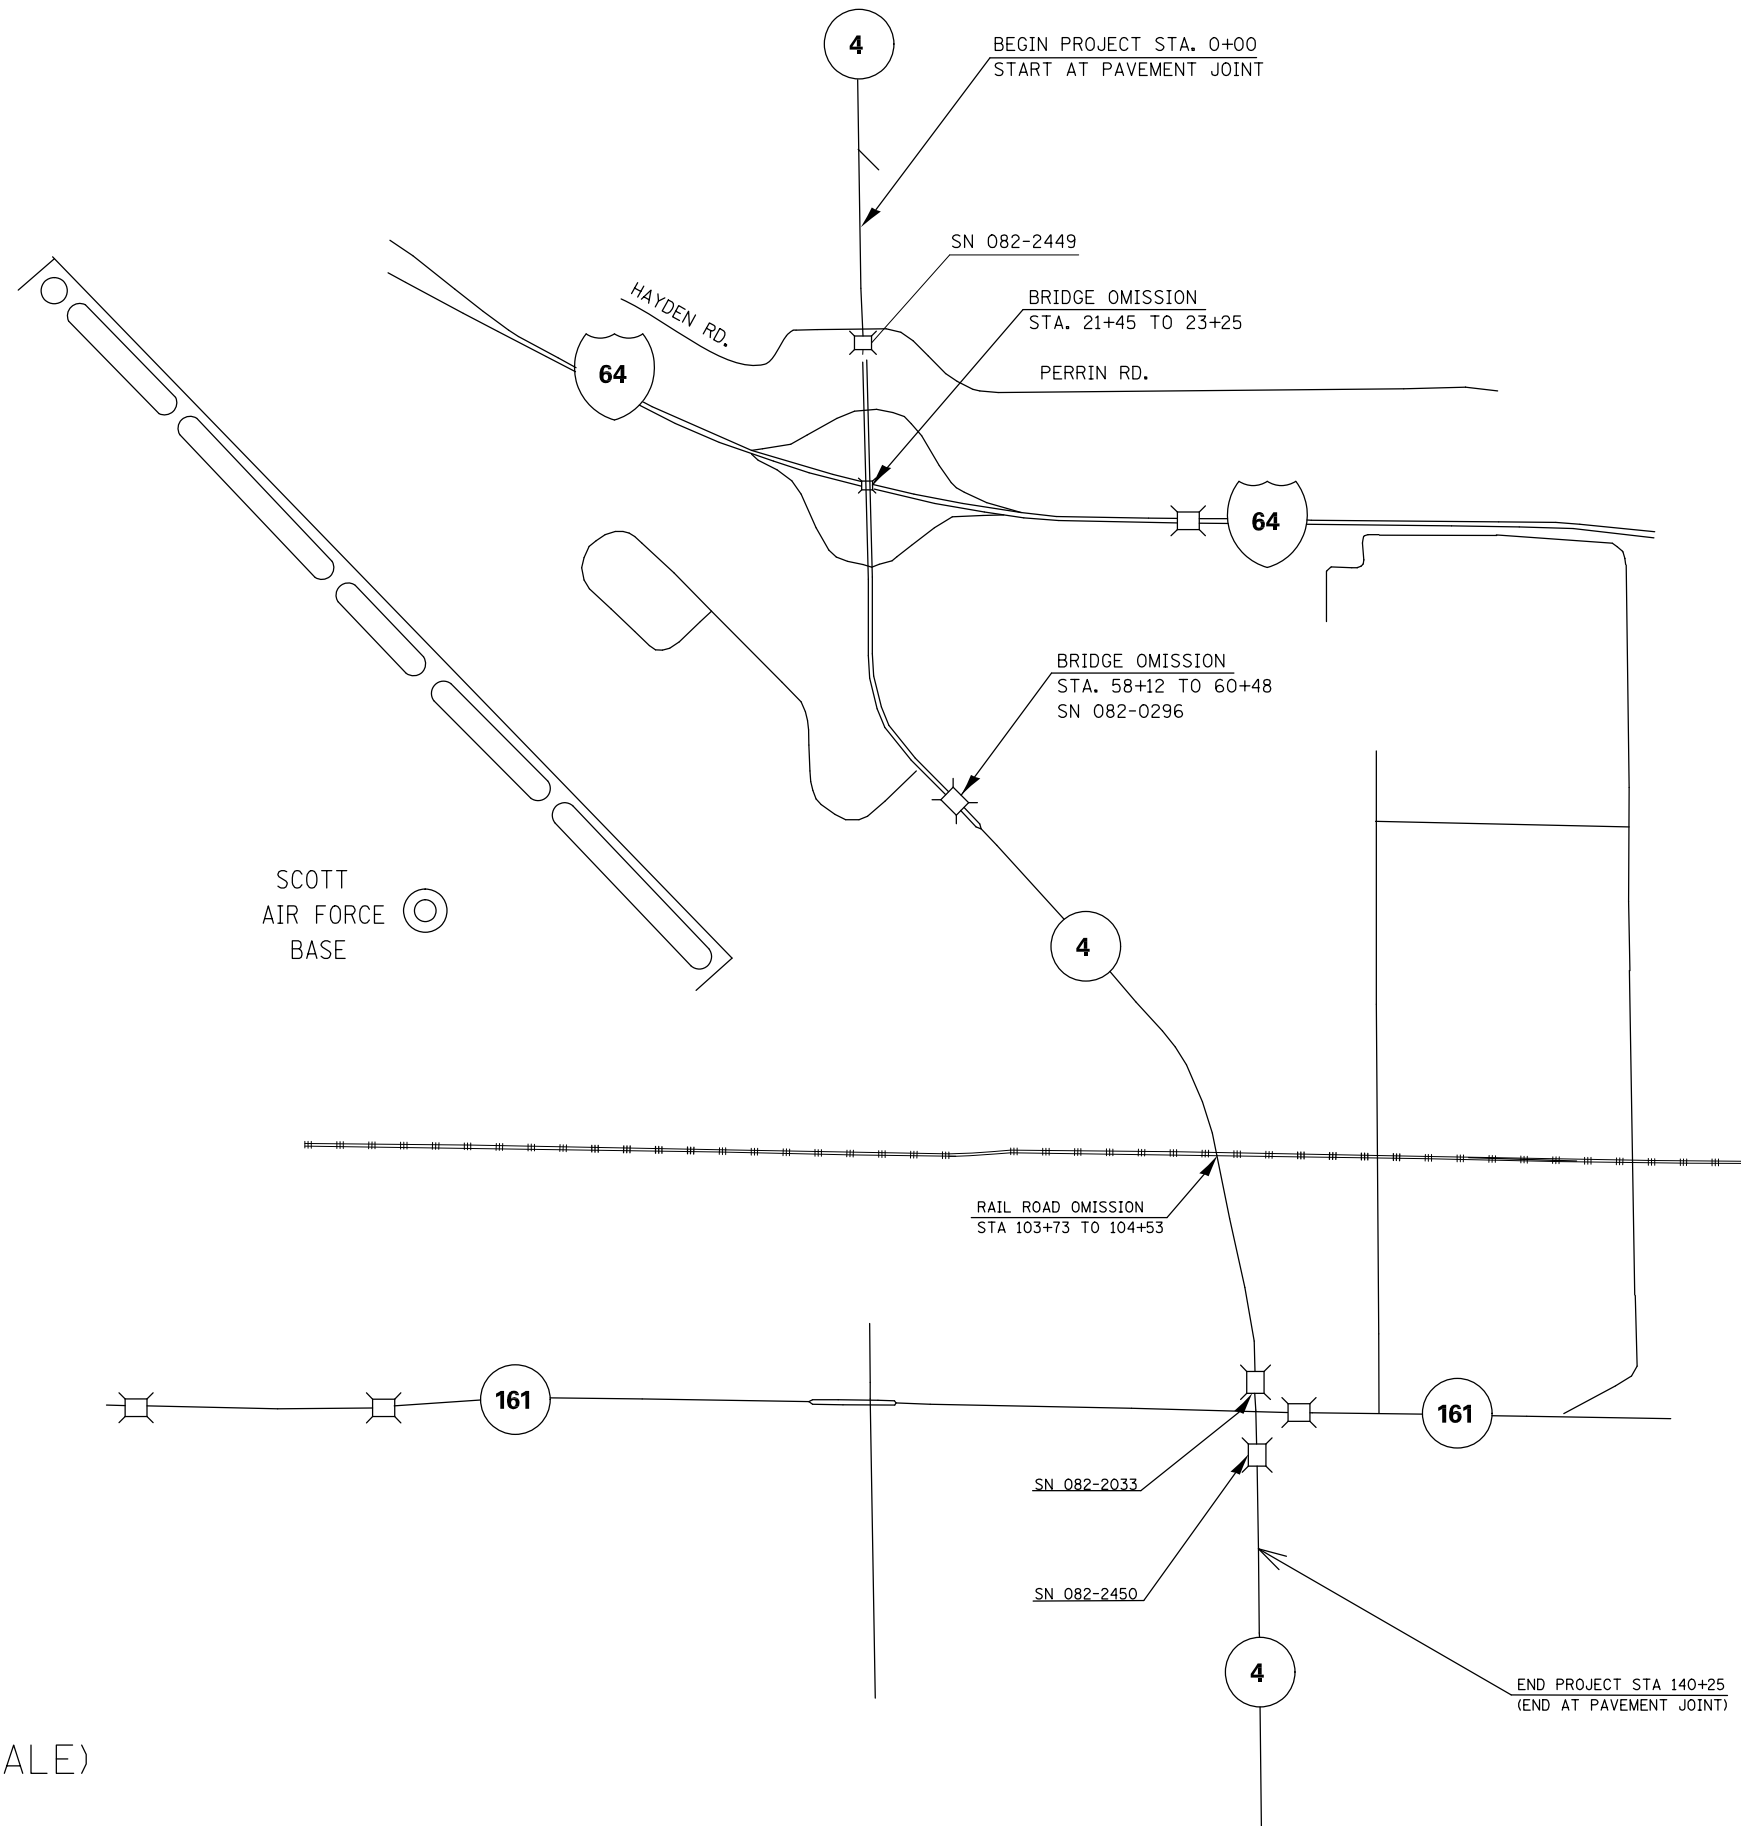 4
BEGIN PROJECT STA. 0+00
START AT PAVEMENT JOINT
SN 082-2449
HAYDEN RD.
BRIDGE OMISSION
STA. 21+45 TO 23+25
64
PERRIN RD.
64
BRIDGE OMISSION
STA. 58+12 TO 60+48
SN 082-0296
SCOTT
AIR FORCE
BASE
4
RAIL ROAD OMISSION
STA 103+73 TO 104+53
161
161
SN 082-2033
SN 082-2450
4
END PROJECT STA 140+25
(END AT PAVEMENT JOINT)
ALE)